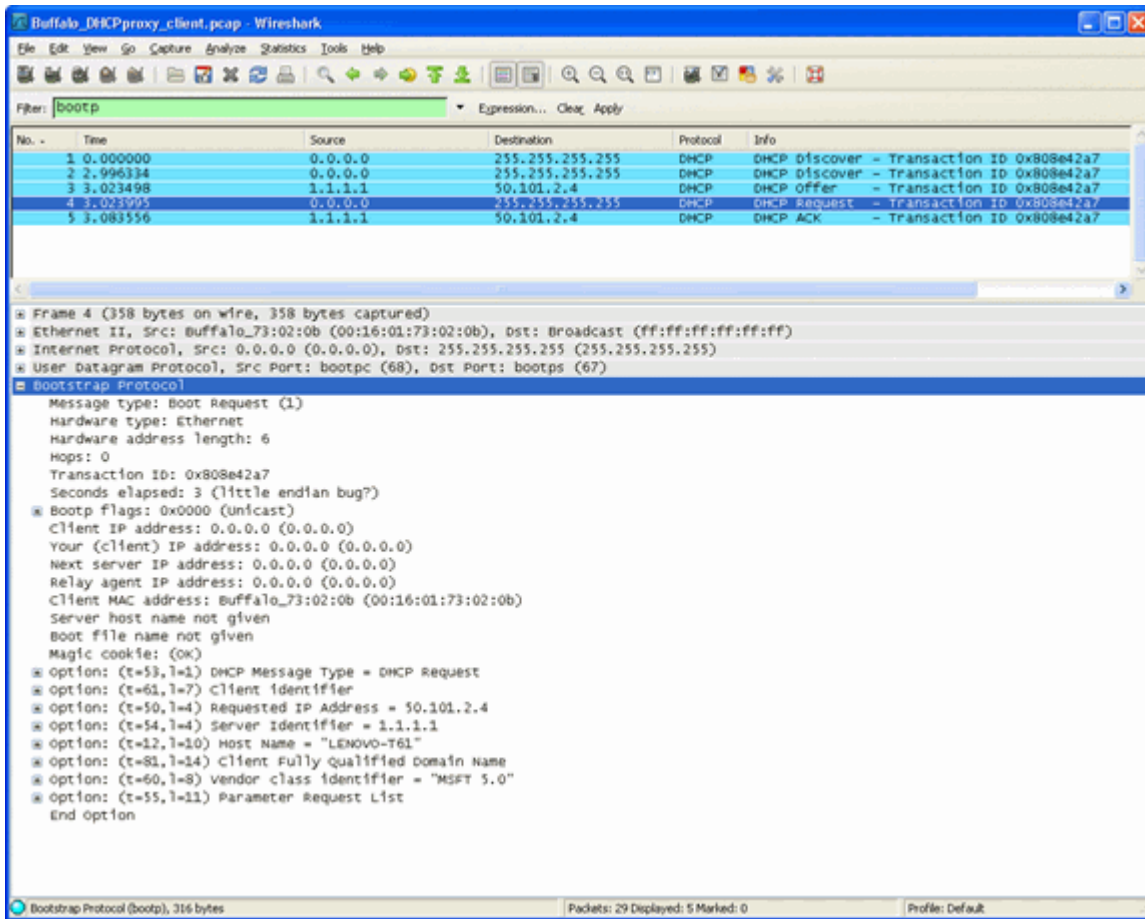 Buffalo_DHCPproxy_client.pcap - Wireshark
File Edit View Go Capture Analyze Statistics Tools Help
Filter: bootp Expression... Clear Apply
No. - Time Source Destination Protocol Info
1 0.000000 0.0.0.0 255.255.255.255 DHCP DHCP Discover - Transaction ID 0x808e42a7
2 2.996334 0.0.0.0 255.255.255.255 DHCP DHCP Discover - Transaction ID 0x808e42a7
3 3.023498 1.1.1.1 50.101.2.4 DHCP DHCP Offer - Transaction ID 0x808e42a7
4 3.023995 0.0.0.0 255.255.255.255 DHCP DHCP Request - Transaction ID 0x808e42a7
5 3.083556 1.1.1.1 50.101.2.4 DHCP DHCP ACK - Transaction ID 0x808e42a7
Frame 4 (358 bytes on wire, 358 bytes captured)
Ethernet II, Src: Buffalo_73:02:0b (00:16:01:73:02:0b), Dst: Broadcast (ff:ff:ff:ff:ff:ff)
Internet Protocol, Src: 0.0.0.0 (0.0.0.0), Dst: 255.255.255.255 (255.255.255.255)
User Datagram Protocol, Src Port: bootpc (68), Dst Port: bootps (67)
Bootstrap Protocol
Message type: Boot Request (1)
Hardware type: Ethernet
Hardware address length: 6
Hops: 0
Transaction ID: 0x808e42a7
Seconds elapsed: 3 (little endian bug?)
Bootp flags: 0x0000 (Unicast)
Client IP address: 0.0.0.0 (0.0.0.0)
Your (client) IP address: 0.0.0.0 (0.0.0.0)
Next server IP address: 0.0.0.0 (0.0.0.0)
Relay agent IP address: 0.0.0.0 (0.0.0.0)
Client MAC address: Buffalo_73:02:0b (00:16:01:73:02:0b)
Server host name not given
Boot file name not given
Magic cookie: (OK)
Option: (t=53,l=1) DHCP Message Type = DHCP Request
Option: (t=61,l=7) Client identifier
Option: (t=50,l=4) Requested IP Address = 50.101.2.4
Option: (t=54,l=4) Server Identifier = 1.1.1.1
Option: (t=12,l=10) Host Name = "LENOVO-T61"
Option: (t=81,l=14) Client Fully Qualified Domain Name
Option: (t=60,l=8) Vendor class identifier = "MSFT 5.0"
Option: (t=55,l=11) Parameter Request List
End Option
Bootstrap Protocol (bootp), 316 bytes Packets: 29 Displayed: 5 Marked: 0 Profile: Default